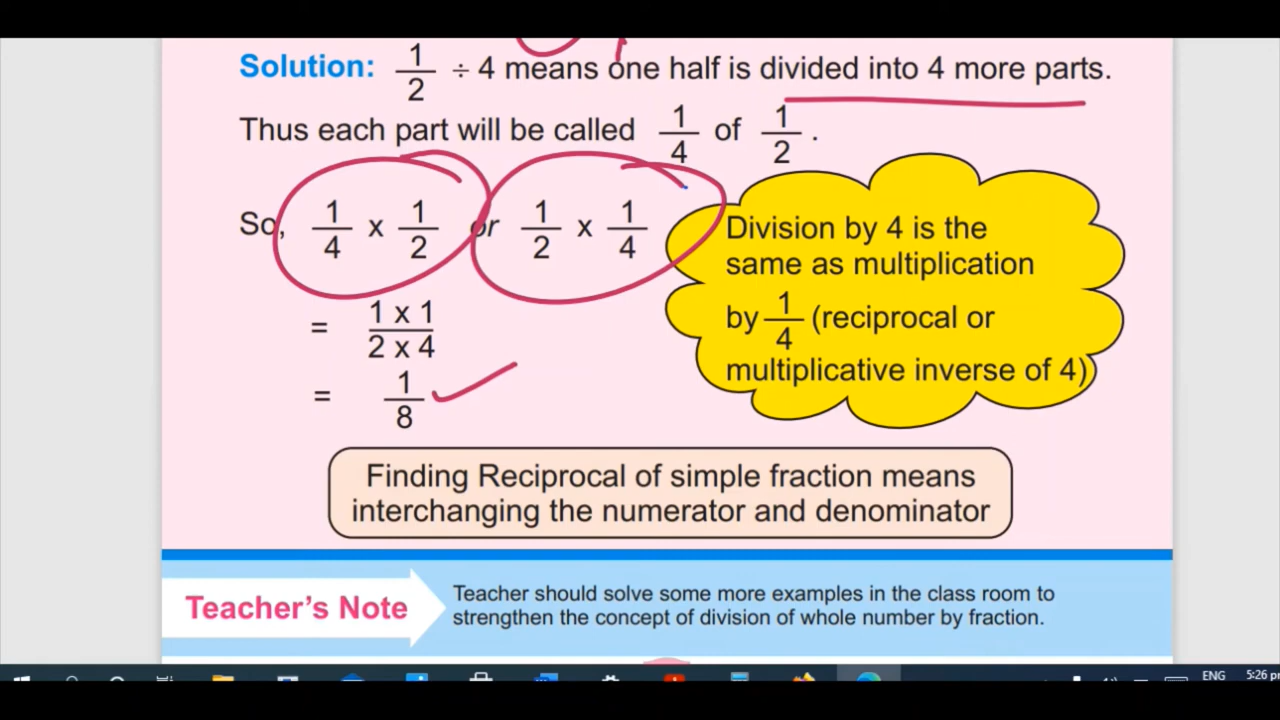 Solution: 1/2 ÷ 4 means one half is divided into 4 more parts.
Thus each part will be called 1/4 of 1/2 .
So, 1/4 x 1/2 or 1/2 x 1/4
= 1 x 1 / 2 x 4
= 1/8
Division by 4 is the
same as multiplication
by 1/4 (reciprocal or
multiplicative inverse of 4)
Finding Reciprocal of simple fraction means
interchanging the numerator and denominator
Teacher's Note
Teacher should solve some more examples in the class room to
strengthen the concept of division of whole number by fraction.
ENG
5:26 p